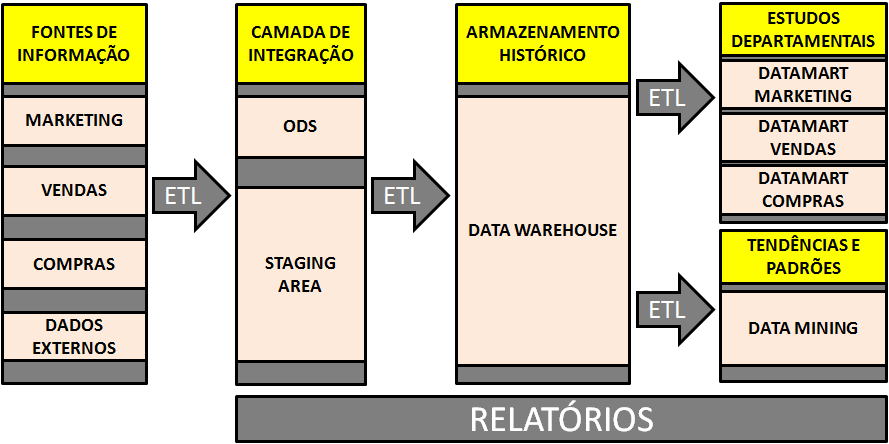 FONTES DE
INFORMAÇÃO
MARKETING
VENDAS
COMPRAS
DADOS
EXTERNOS
ETL
CAMADA DE
INTEGRAÇÃO
ODS
STAGING
AREA
ETL
ARMAZENAMENTO
HISTÓRICO
DATA WAREHOUSE
ETL
ETL
ESTUDOS
DEPARTAMENTAIS
DATAMART
MARKETING
DATAMART
VENDAS
DATAMART
COMPRAS
TENDÊNCIAS E
PADRÕES
DATA MINING
RELATÓRIOS